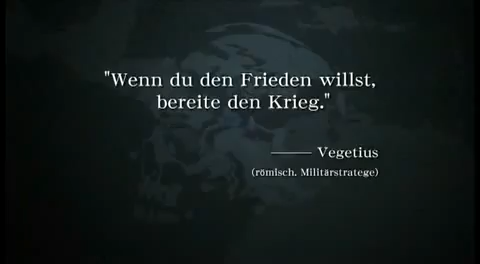 "Wenn du den Frieden willst,
bereite den Krieg."
——— Vegetius
(römisch. Militärstratege)